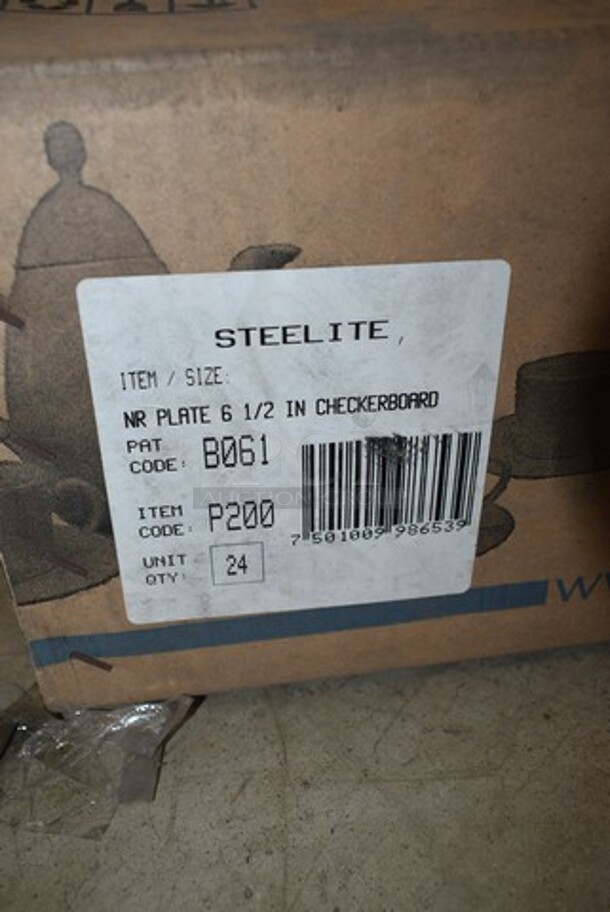 STEELITE,
ITEM / SIZE:
NR PLATE 6 1/2 IN CHECKERBOARD
PAT CODE: B061
ITEM CODE: P200
UNIT QTY: 24
7 501009 986539
W